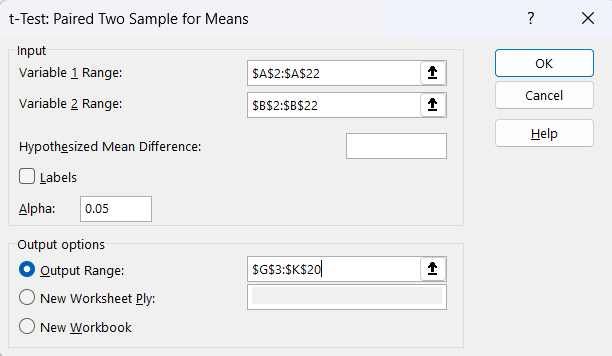 t-Test: Paired Two Sample for Means ?
Input
Variable 1 Range: $A$2:$A$22
Variable 2 Range: $B$2:$B$22
Hypothesized Mean Difference:
Labels
Alpha: 0.05
OK
Cancel
Help
Output options
Output Range: $G$3:$K$20
New Worksheet Ply:
New Workbook